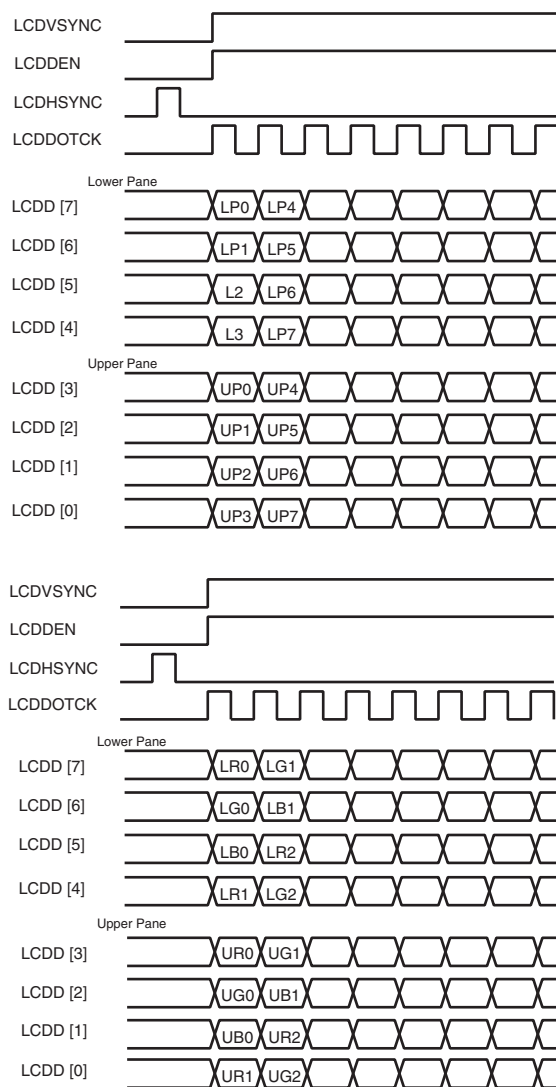 LCDVSYNC
LCDDEN
LCDHSYNC
LCDDOTCK
Lower Pane
LCDD [7] LP0 LP4
LCDD [6] LP1 LP5
LCDD [5] L2 LP6
LCDD [4] L3 LP7
Upper Pane
LCDD [3] UP0 UP4
LCDD [2] UP1 UP5
LCDD [1] UP2 UP6
LCDD [0] UP3 UP7
LCDVSYNC
LCDDEN
LCDHSYNC
LCDDOTCK
Lower Pane
LCDD [7] LR0 LG1
LCDD [6] LG0 LB1
LCDD [5] LB0 LR2
LCDD [4] LR1 LG2
Upper Pane
LCDD [3] UR0 UG1
LCDD [2] UG0 UB1
LCDD [1] UB0 UR2
LCDD [0] UR1 UG2